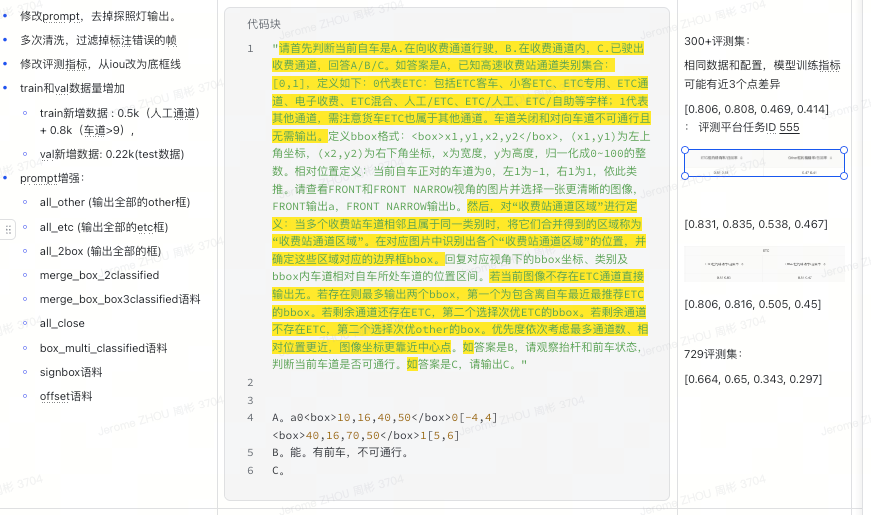 修改prompt，去掉探照灯输出。
多次清洗，过滤掉标注错误的帧
修改评测指标，从iou改为底框线
train和val数据量增加
train新增数据 : 0.5k（人工通道）
+ 0.8k（车道>9）,
val新增数据: 0.22k(test数据)
prompt增强：
all_other (输出全部的other框)
all_etc (输出全部的etc框)
all_2box (输出全部的框)
merge_box_2classified
merge_box_box3classified语料
all_close
box_multi_classified语料
signbox语料
offset语料
代码块
1 "请首先判断当前自车是A.在向收费通道行驶，B.在收费通道内，C.已驶出
收费通道，回答A/B/C。如答案是A，已知高速收费站通道类别集合：
[0,1]，定义如下：0代表ETC：包括ETC客车、小客ETC、ETC专用、ETC通
道、电子收费、ETC混合、人工/ETC、ETC/人工、ETC/自助等字样；1代表
其他通道，需注意货车ETC也属于其他通道，车道关闭和对向车道不可通行且
无需输出。定义bbox格式：<box>x1,y1,x2,y2</box>，(x1,y1)为左上
角坐标，(x2,y2)为右下角坐标，x为宽度，y为高度，归一化成0~100的整
数。相对位置定义：当前自车正对的车道为0，左1为-1，右1为1，依此类
推。请查看FRONT和FRONT NARROW视角的图片并选择一张更清晰的图像，
FRONT输出a，FRONT NARROW输出b。然后，对“收费站通道区域”进行定
义：当多个收费站车道相邻且属于同一类别时，将它们合并得到的区域称为
“收费站通道区域”。在对应图片中识别出各个“收费站通道区域”的位置，并
确定这些区域对应的边界框bbox。回复对应视角下的bbox坐标、类别及
bbox内车道相对自车所处车道的位置区间。若当前图像不存在ETC通道直接
输出无。若存在则最多输出两个bbox，第一个为包含离自车最近最推荐ETC
的bbox。若剩余通道还存在ETC，第二个选择次优ETC的bbox。若剩余通道
不存在ETC，第二个选择次优other的box。优先度依次考虑最多通道数、相
对位置更近，图像坐标更靠近中心点。如答案是B，请观察抬杆和前车状态，
判断当前车道是否可通行。如答案是C，请输出C。"
2
3
4 A。a0<box>10,16,40,50</box>0[-4,4]
<box>40,16,70,50</box>1[5,6]
5 B。能。有前车，不可通行。
6 C。
300+评测集：
相同数据和配置，模型训练指标
可能有近3个点差异
[0.806, 0.808, 0.469, 0.414]
： 评测平台任务ID 555
[0.831, 0.835, 0.538, 0.467]
ETC
[0.806, 0.816, 0.505, 0.45]
729评测集：
[0.664, 0.65, 0.343, 0.297]
Jerome ZHOU 周彬 3704